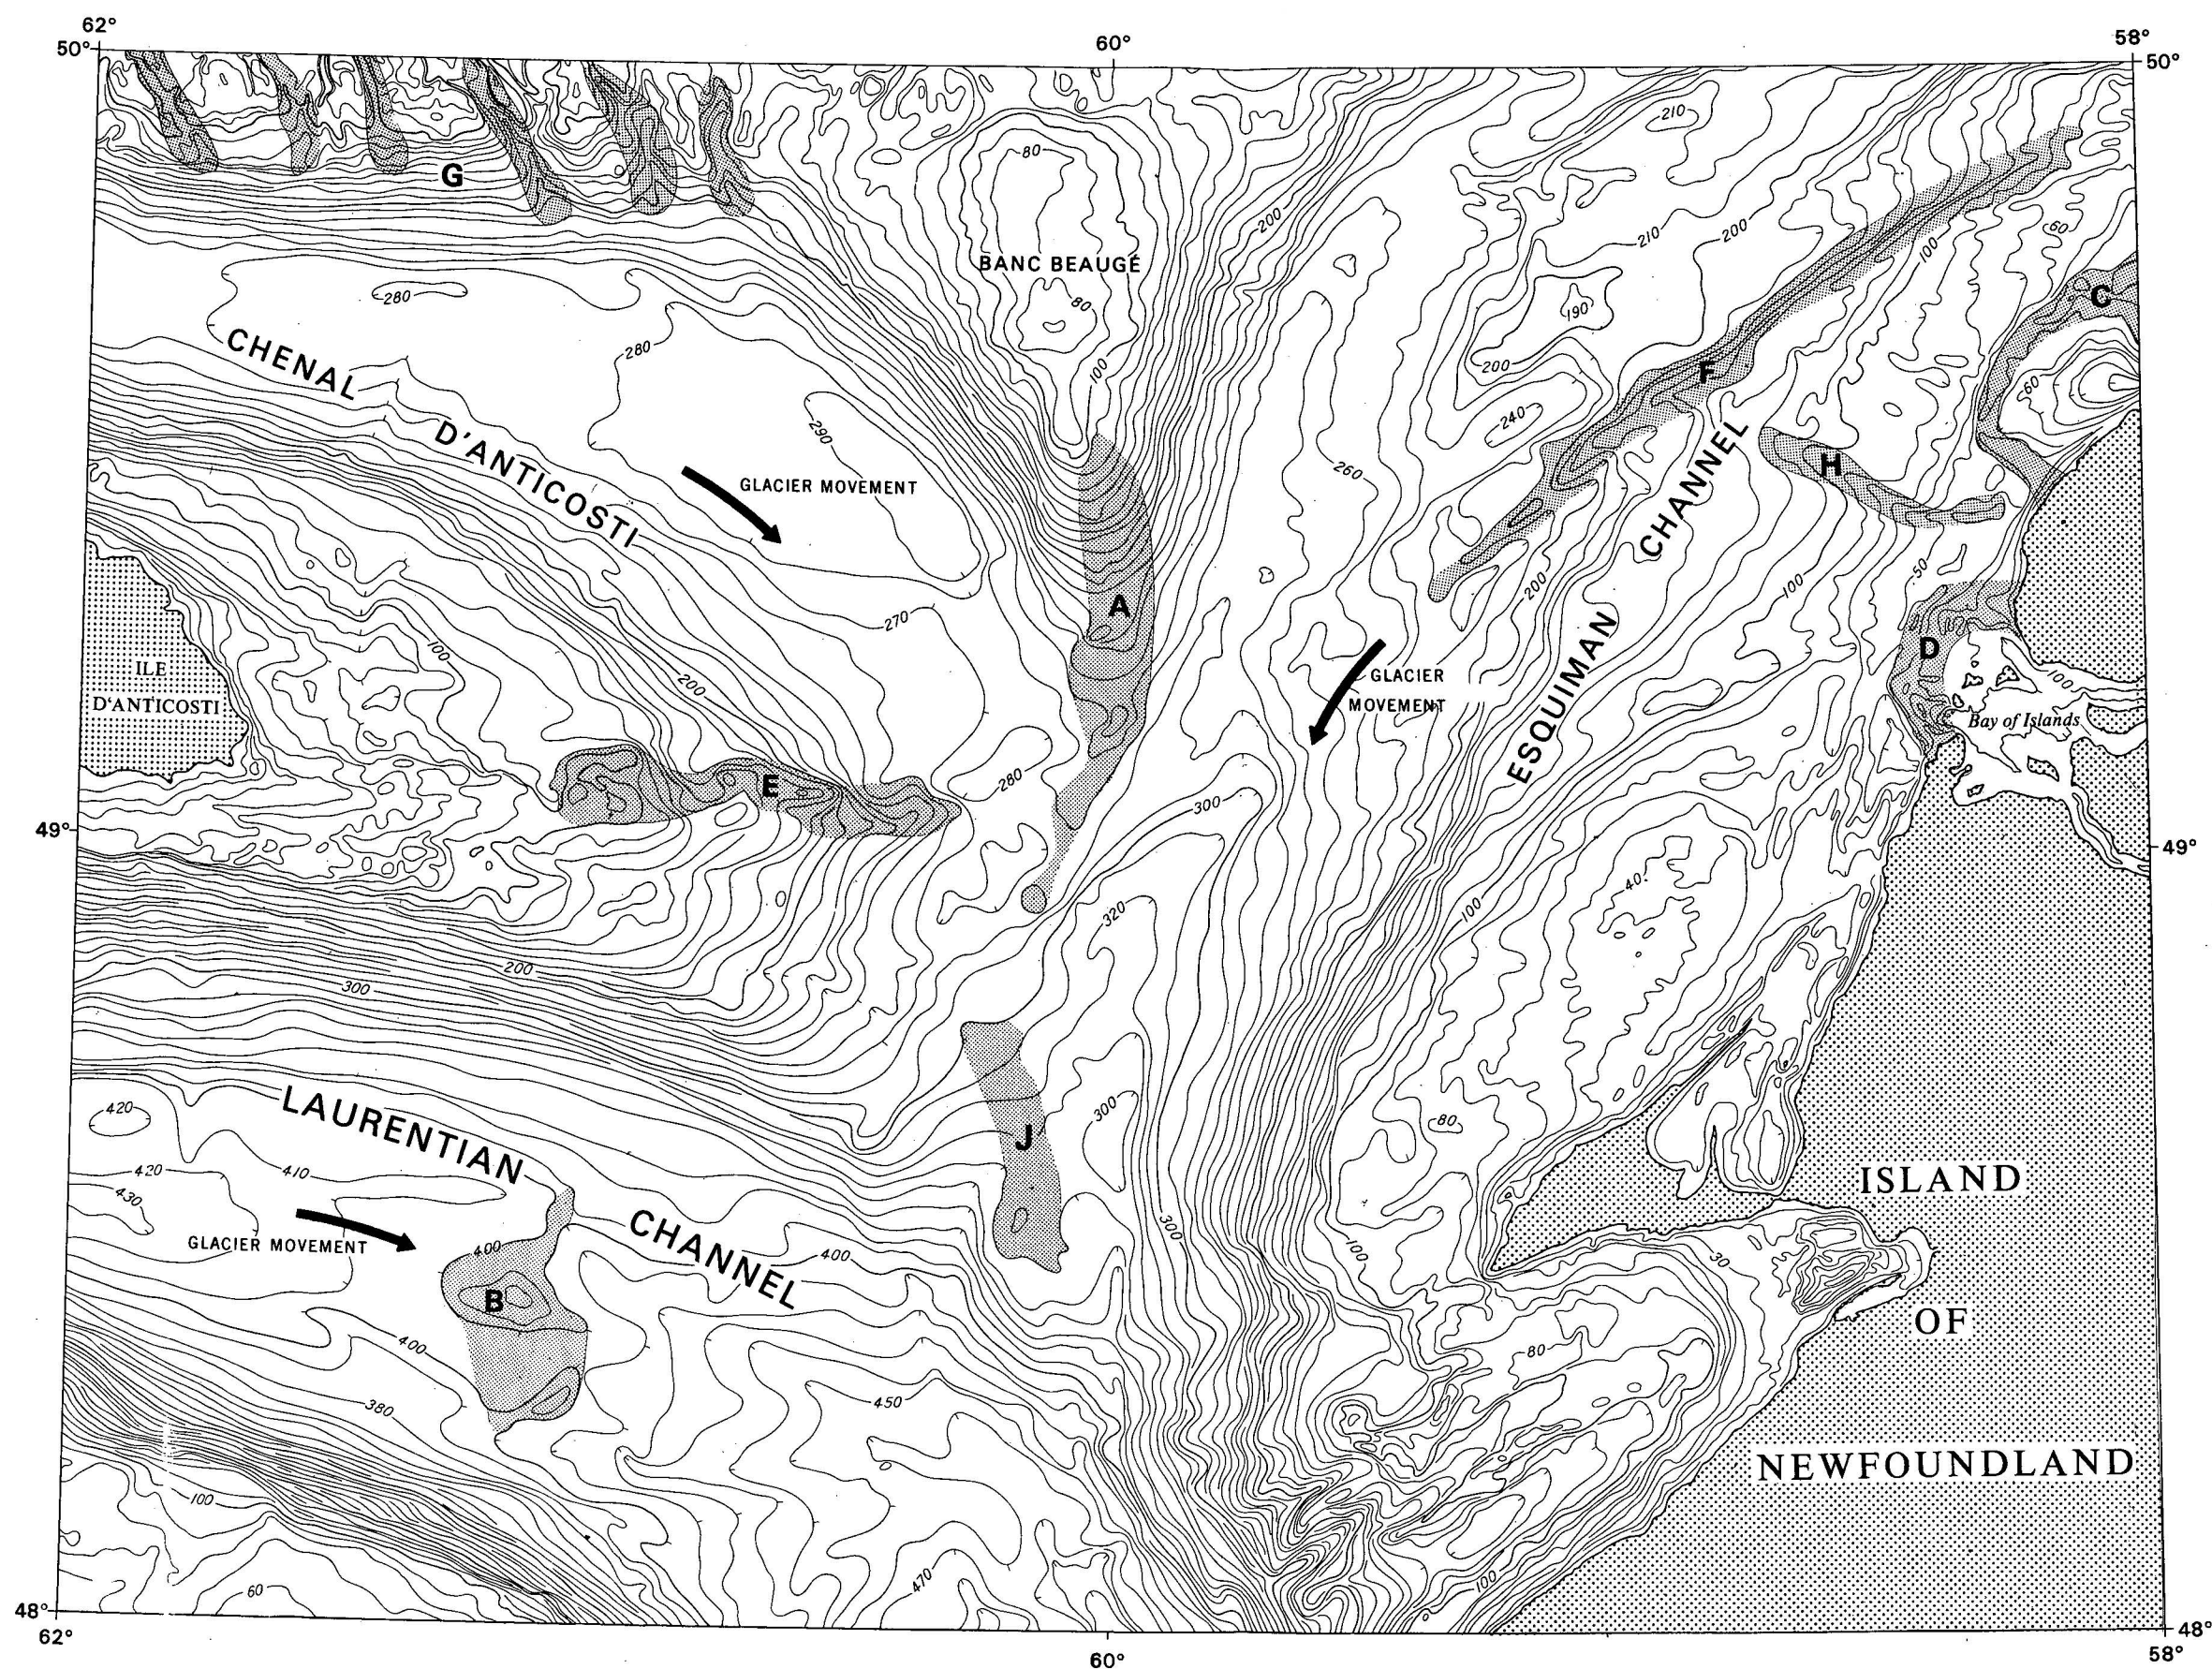 62°
60°
58°
50°
50°
210
80
G
200
60
210
200
100
BANC BEAUGÉ
280
C
80
190
CHENAL
280
100
200
F
60
290
240
D'ANTICOSTI
260
H
GLACIER MOVEMENT
CHANNEL
50
200
100
A
270
100
D
ILE
D'ANTICOSTI
200
GLACIER
MOVEMENT
100
ESQUIMAN
Bay of Islands
E
280
300
49°
49°
40
100
320
200
300
LAURENTIAN
420
300
80
J
420
410
ISLAND
430
CHANNEL
GLACIER MOVEMENT
400
400
300
100
30
B
OF
400
80
380
450
NEWFOUNDLAND
100
60
470
100
48°
48°
62°
60°
58°